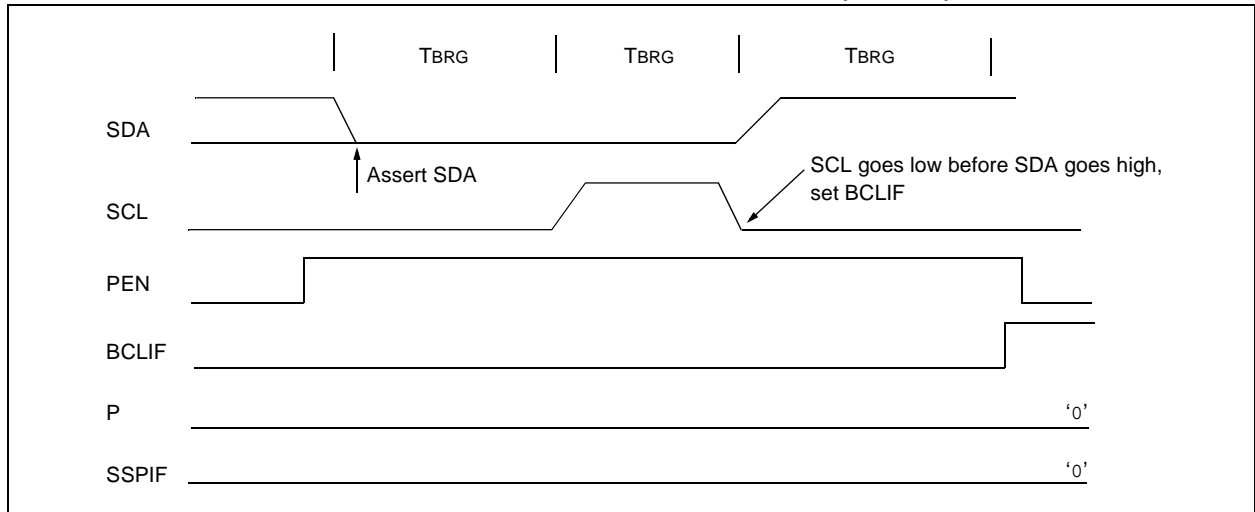 TBRG TBRG TBRG
SDA
Assert SDA
SCL goes low before SDA goes high,
set BCLIF
SCL
PEN
BCLIF
P '0'
SSPIF '0'